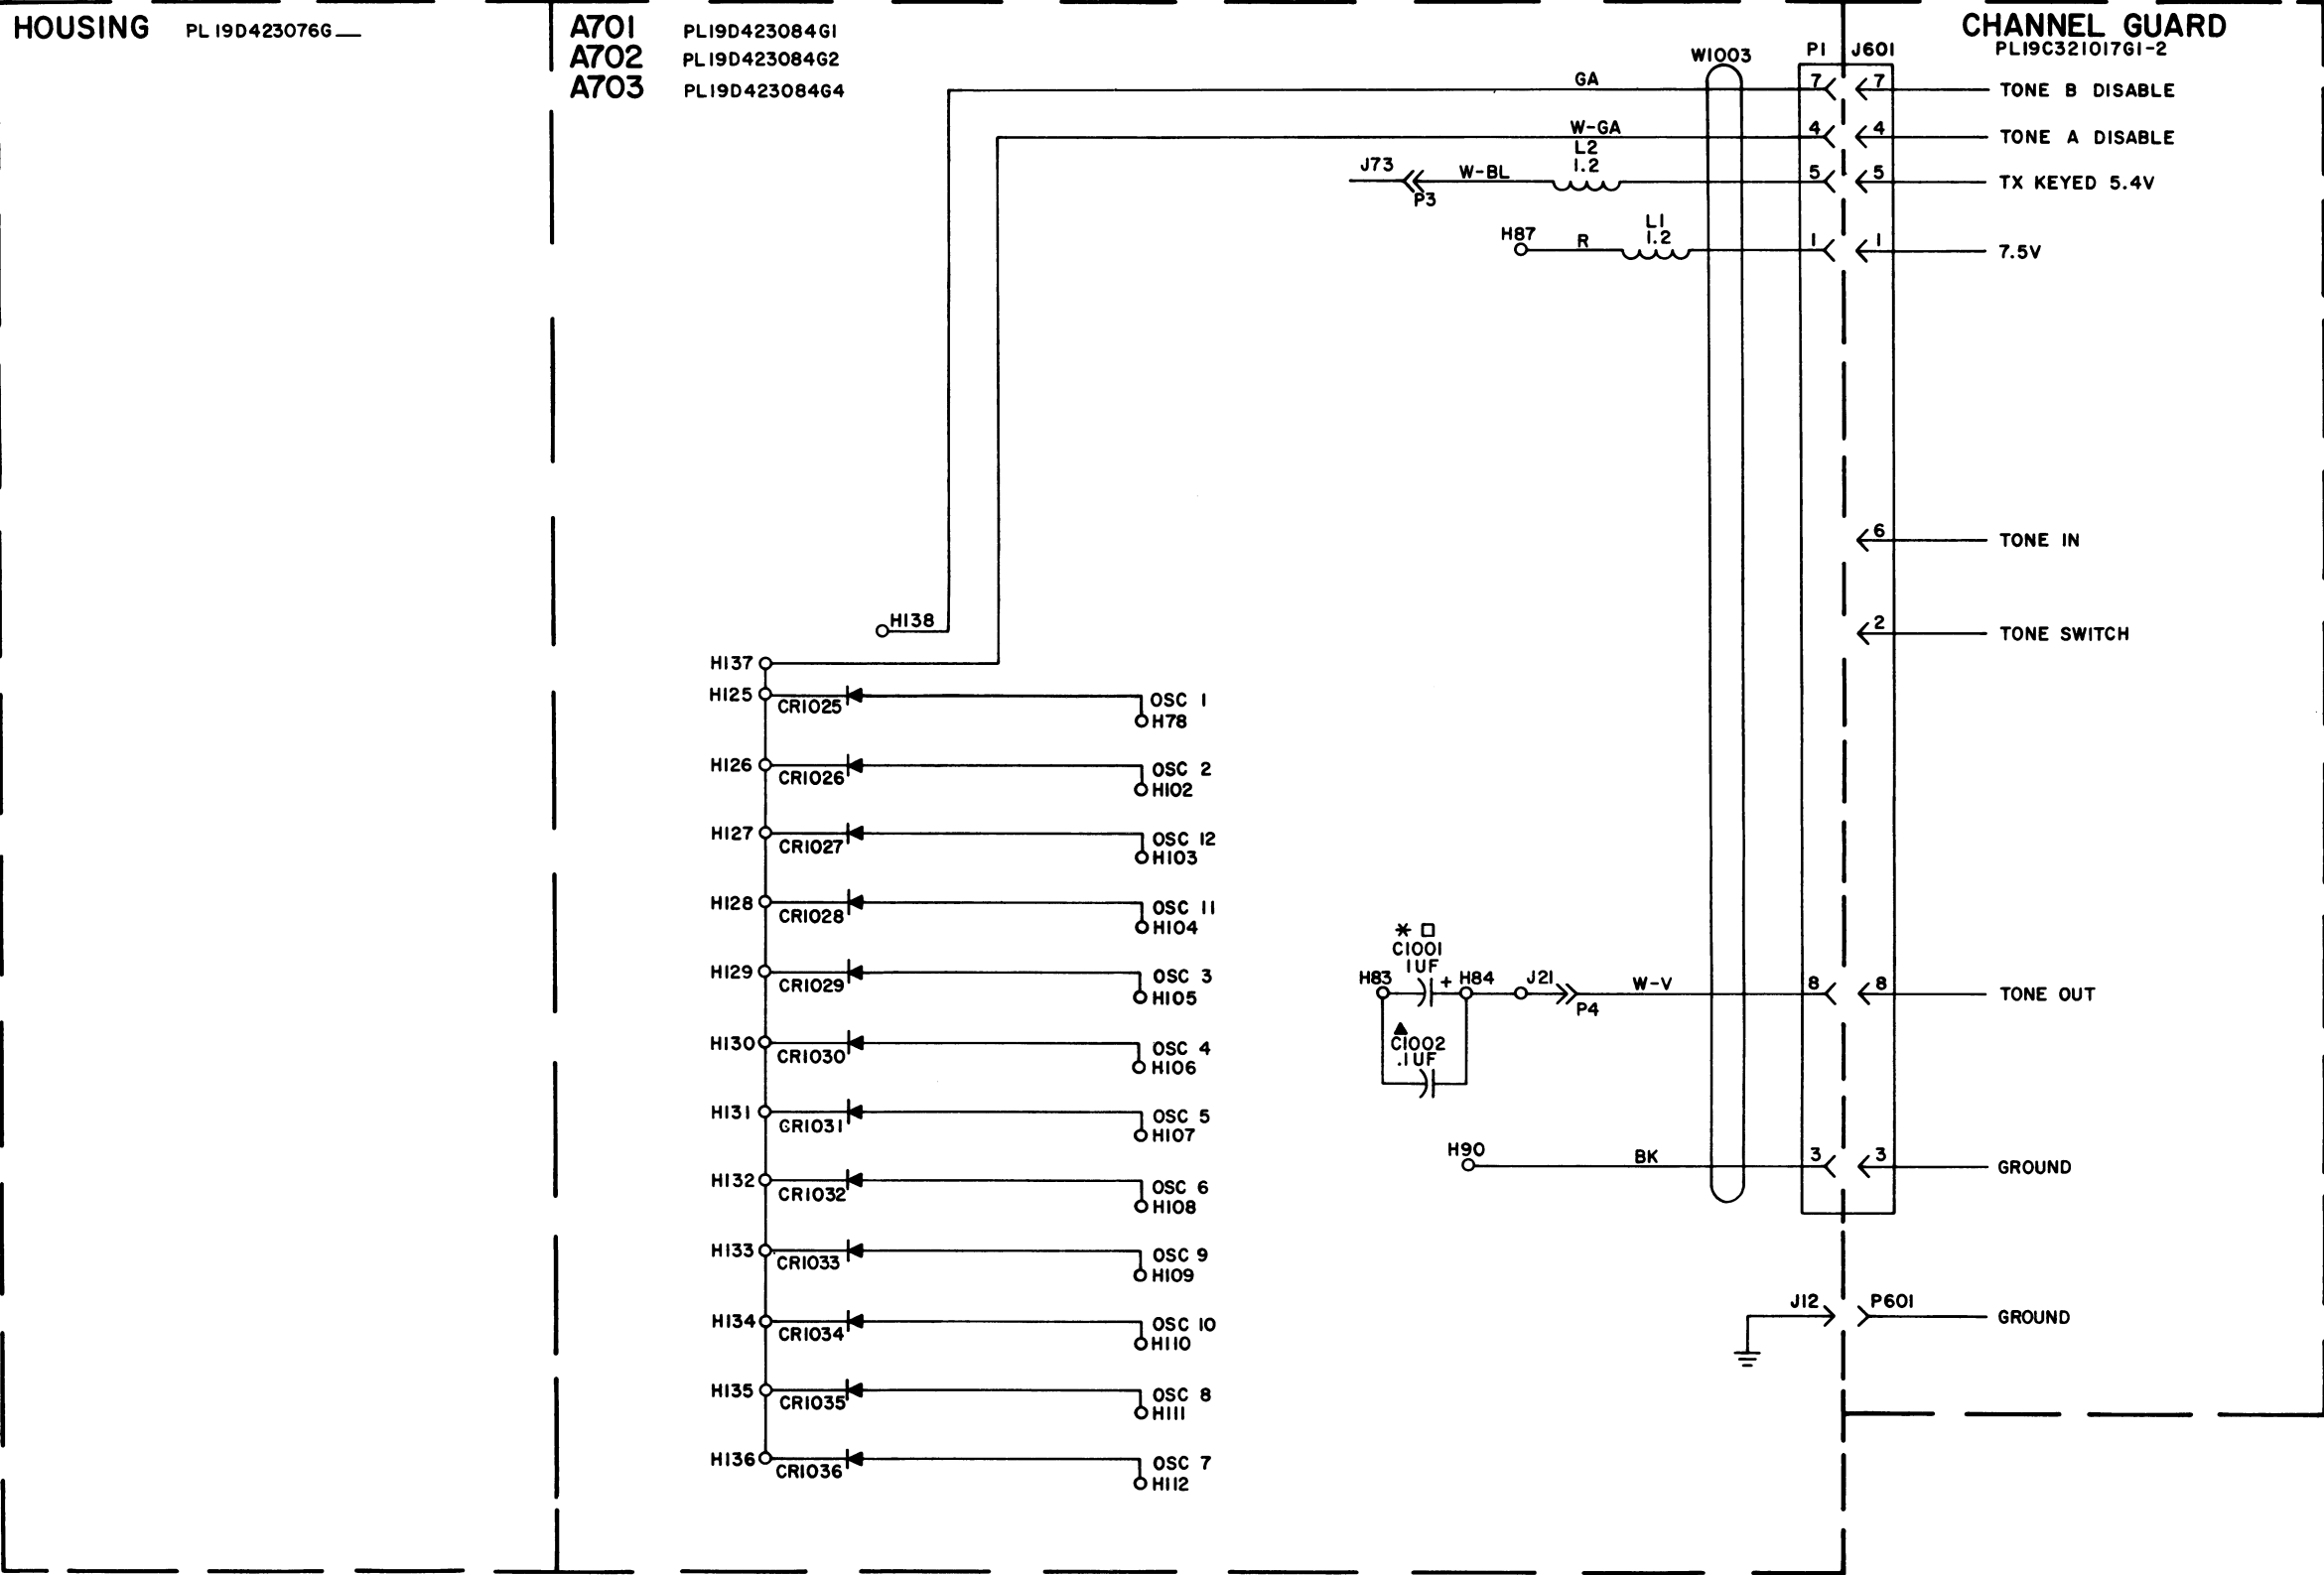 HOUSING PL19D423076G__
A701 PL19D423084G1
A702 PL19D423084G2
A703 PL19D423084G4
CHANNEL GUARD
PL19C321017G1-2
W1003 P1 J601
GA 7 7 TONE B DISABLE
W-GA 4 4 TONE A DISABLE
L2
1.2
J73 P3 W-BL 5 5 TX KEYED 5.4V
L1
1.2
H87 R 1 1 7.5V
6 TONE IN
2 TONE SWITCH
H138
H137
H125 CR1025 OSC 1
H78
H126 CR1026 OSC 2
H102
H127 CR1027 OSC 12
H103
H128 CR1028 OSC 11
H104
H129 CR1029 OSC 3
H105
H130 CR1030 OSC 4
H106
H131 CR1031 OSC 5
H107
H132 CR1032 OSC 6
H108
H133 CR1033 OSC 9
H109
H134 CR1034 OSC 10
H110
H135 CR1035 OSC 8
H111
H136 CR1036 OSC 7
H112
* □
C1001
1UF
H83 + H84 J21 P4 W-V 8 8 TONE OUT
▲
C1002
.1UF
H90 BK 3 3 GROUND
J12 P601 GROUND